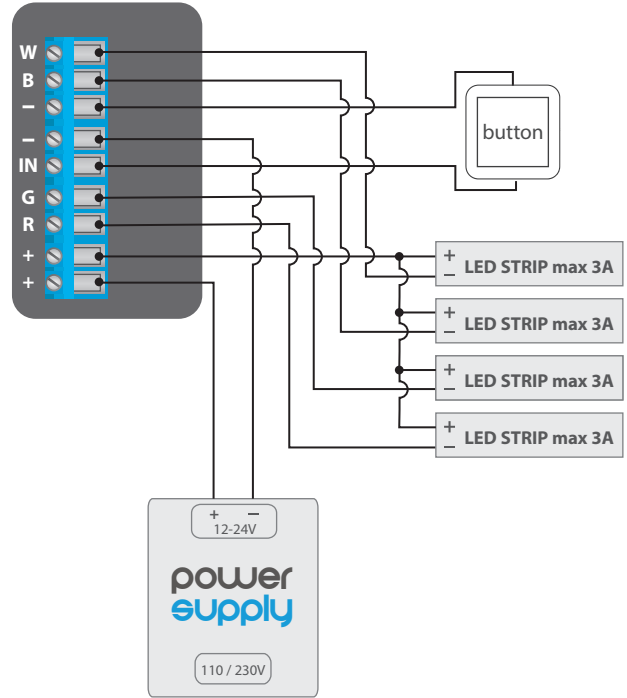 W
B
–
–
IN
G
R
+
+
button
+
– LED STRIP max 3A
+
– LED STRIP max 3A
+
– LED STRIP max 3A
+
– LED STRIP max 3A
+ –
12-24V
power
supply
110 / 230V